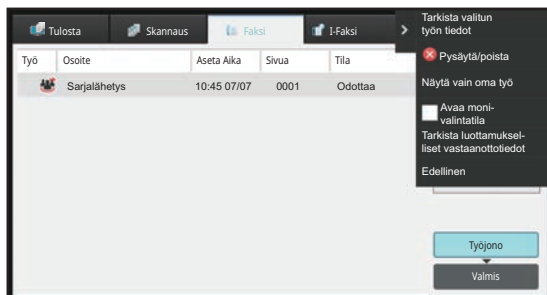 Tulosta
Skannaus
Faksi
I-Faksi
Työ
Osoite
Aseta Aika
Sivua
Tila
Sarjalähetys
10:45 07/07
0001
Odottaa
Tarkista valitun
työn tiedot
Pysäytä/poista
Näytä vain oma työ
Avaa moni-
valintatila
Tarkista luottamuksel-
liset vastaanottotiedot
Edellinen
Työjono
Valmis